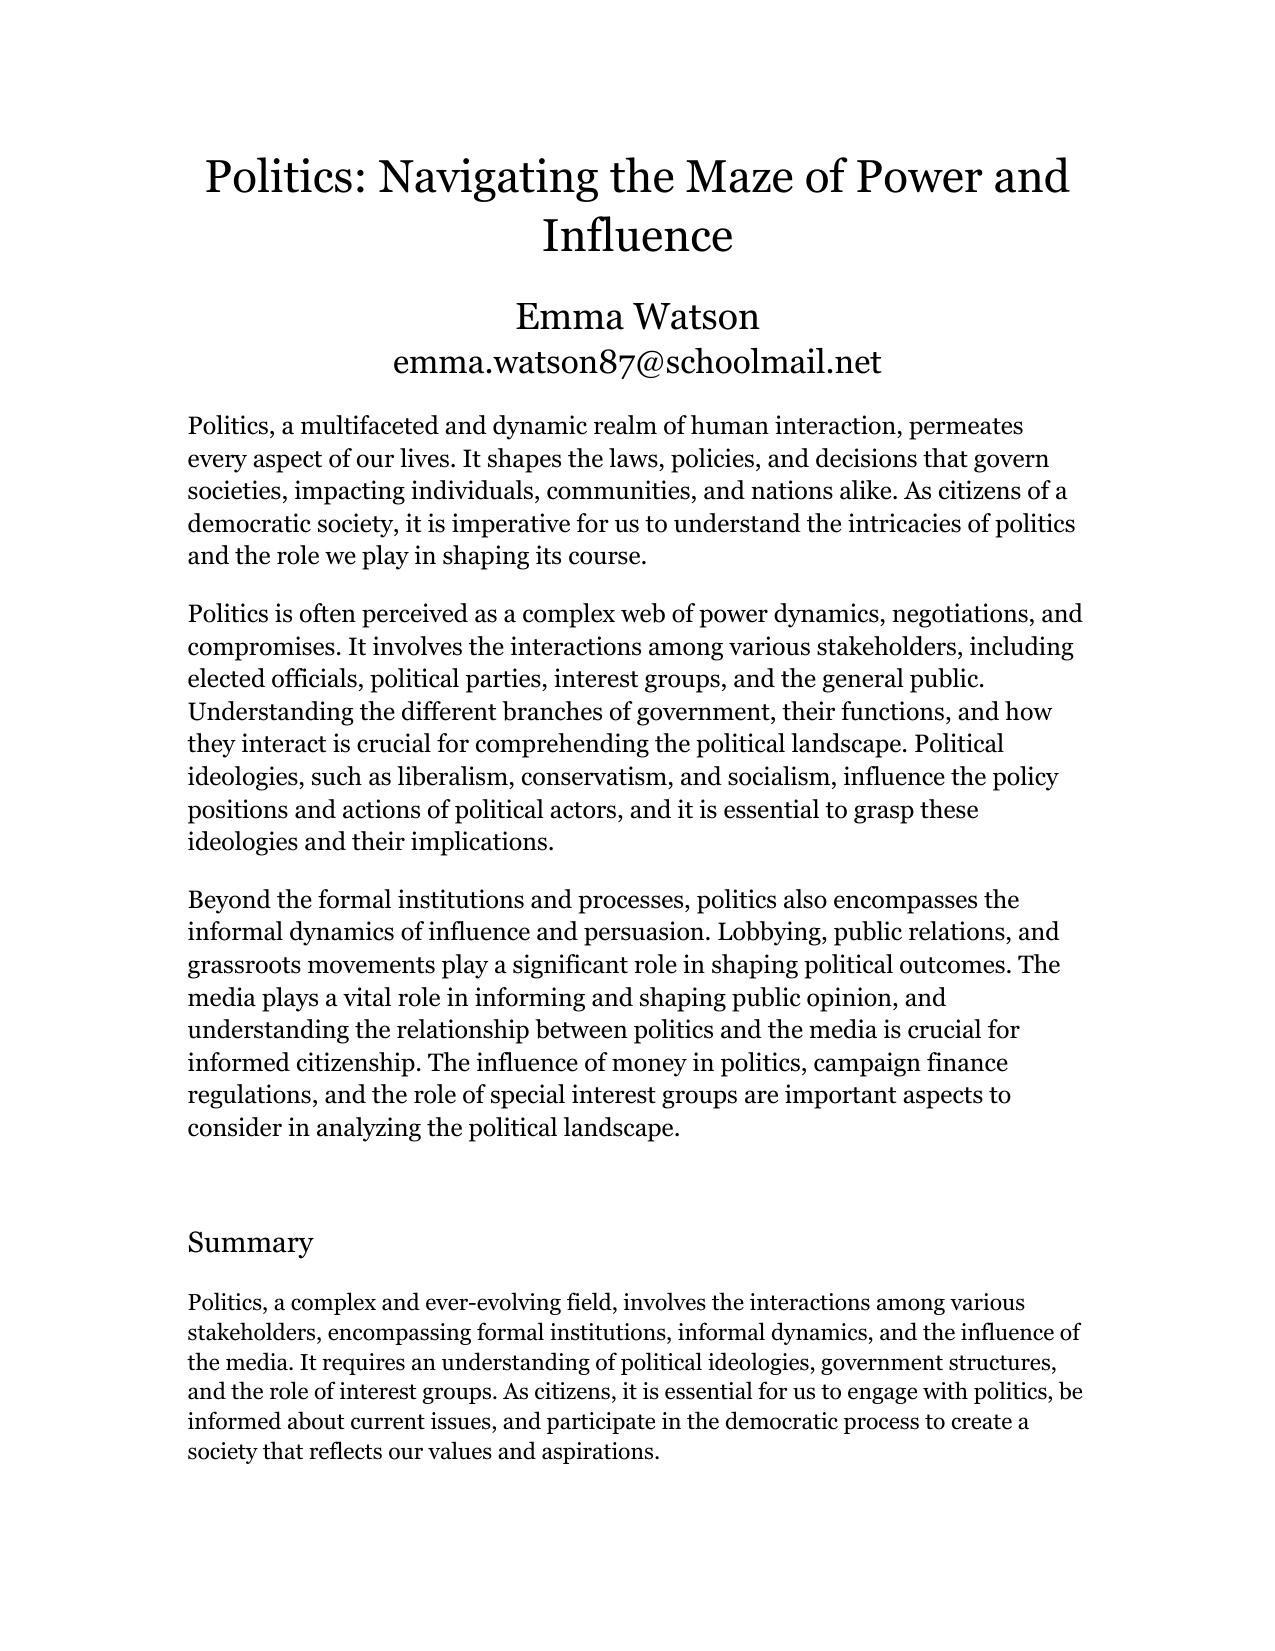 Politics: Navigating the Maze of Power and
Influence
Emma Watson
emma.watson87@schoolmail.net
Politics, a multifaceted and dynamic realm of human interaction, permeates
every aspect of our lives. It shapes the laws, policies, and decisions that govern
societies, impacting individuals, communities, and nations alike. As citizens of a
democratic society, it is imperative for us to understand the intricacies of politics
and the role we play in shaping its course.
Politics is often perceived as a complex web of power dynamics, negotiations, and
compromises. It involves the interactions among various stakeholders, including
elected officials, political parties, interest groups, and the general public.
Understanding the different branches of government, their functions, and how
they interact is crucial for comprehending the political landscape. Political
ideologies, such as liberalism, conservatism, and socialism, influence the policy
positions and actions of political actors, and it is essential to grasp these
ideologies and their implications.
Beyond the formal institutions and processes, politics also encompasses the
informal dynamics of influence and persuasion. Lobbying, public relations, and
grassroots movements play a significant role in shaping political outcomes. The
media plays a vital role in informing and shaping public opinion, and
understanding the relationship between politics and the media is crucial for
informed citizenship. The influence of money in politics, campaign finance
regulations, and the role of special interest groups are important aspects to
consider in analyzing the political landscape.
Summary
Politics, a complex and ever-evolving field, involves the interactions among various
stakeholders, encompassing formal institutions, informal dynamics, and the influence of
the media. It requires an understanding of political ideologies, government structures,
and the role of interest groups. As citizens, it is essential for us to engage with politics, be
informed about current issues, and participate in the democratic process to create a
society that reflects our values and aspirations.